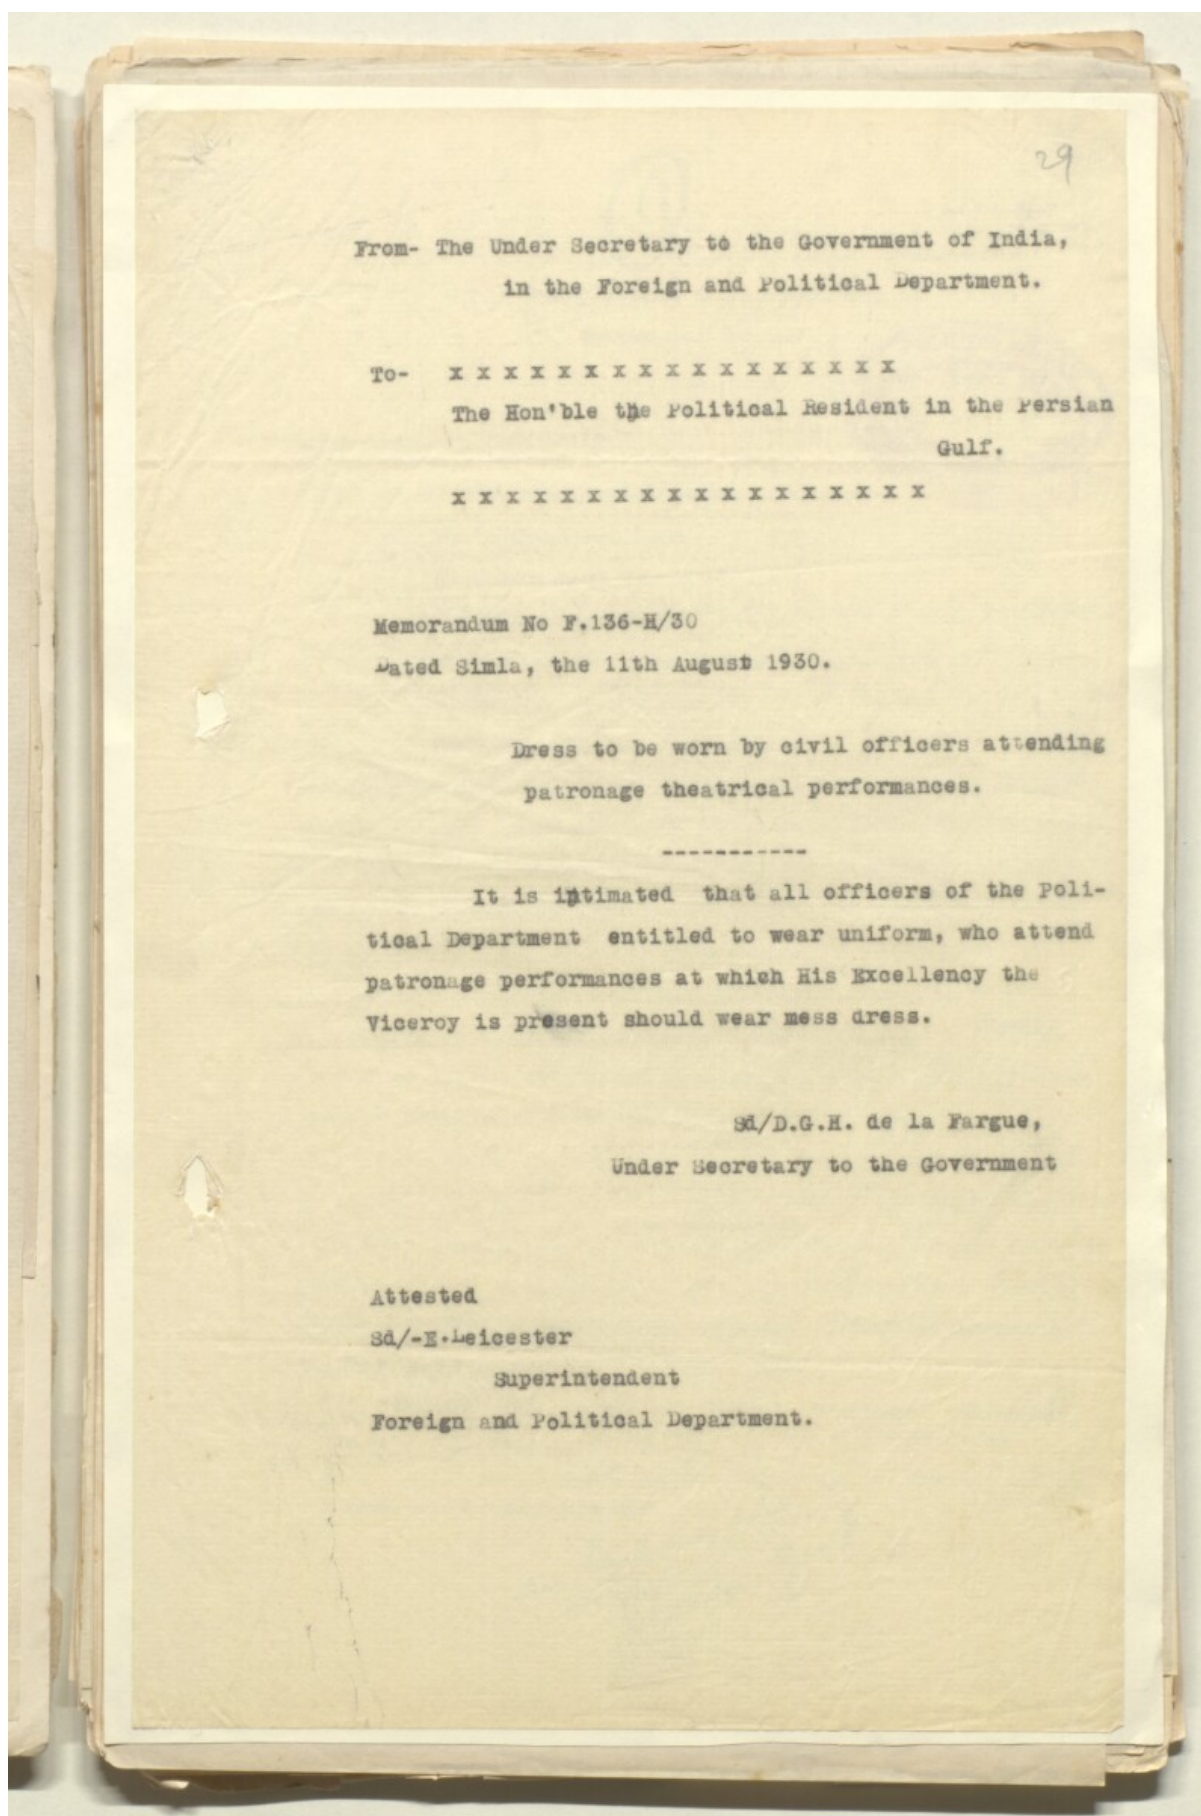 29
From- The Under Secretary to the Government of India,
in the Foreign and Political Department.
To- x x x x x x x x x x x x x x x x x
The Hon'ble the Political Resident in the Persian
Gulf.
x x x x x x x x x x x x x x x x x x
Memorandum No F.136-H/30
Dated Simla, the 11th August 1930.
Dress to be worn by civil officers attending
patronage theatrical performances.
-----------
It is intimated that all officers of the Poli-
tical Department entitled to wear uniform, who attend
patronage performances at which His Excellency the
Viceroy is present should wear mess dress.
Sd/D.G.H. de la Fargue,
Under Secretary to the Government
Attested
Sd/-E.Leicester
Superintendent
Foreign and Political Department.